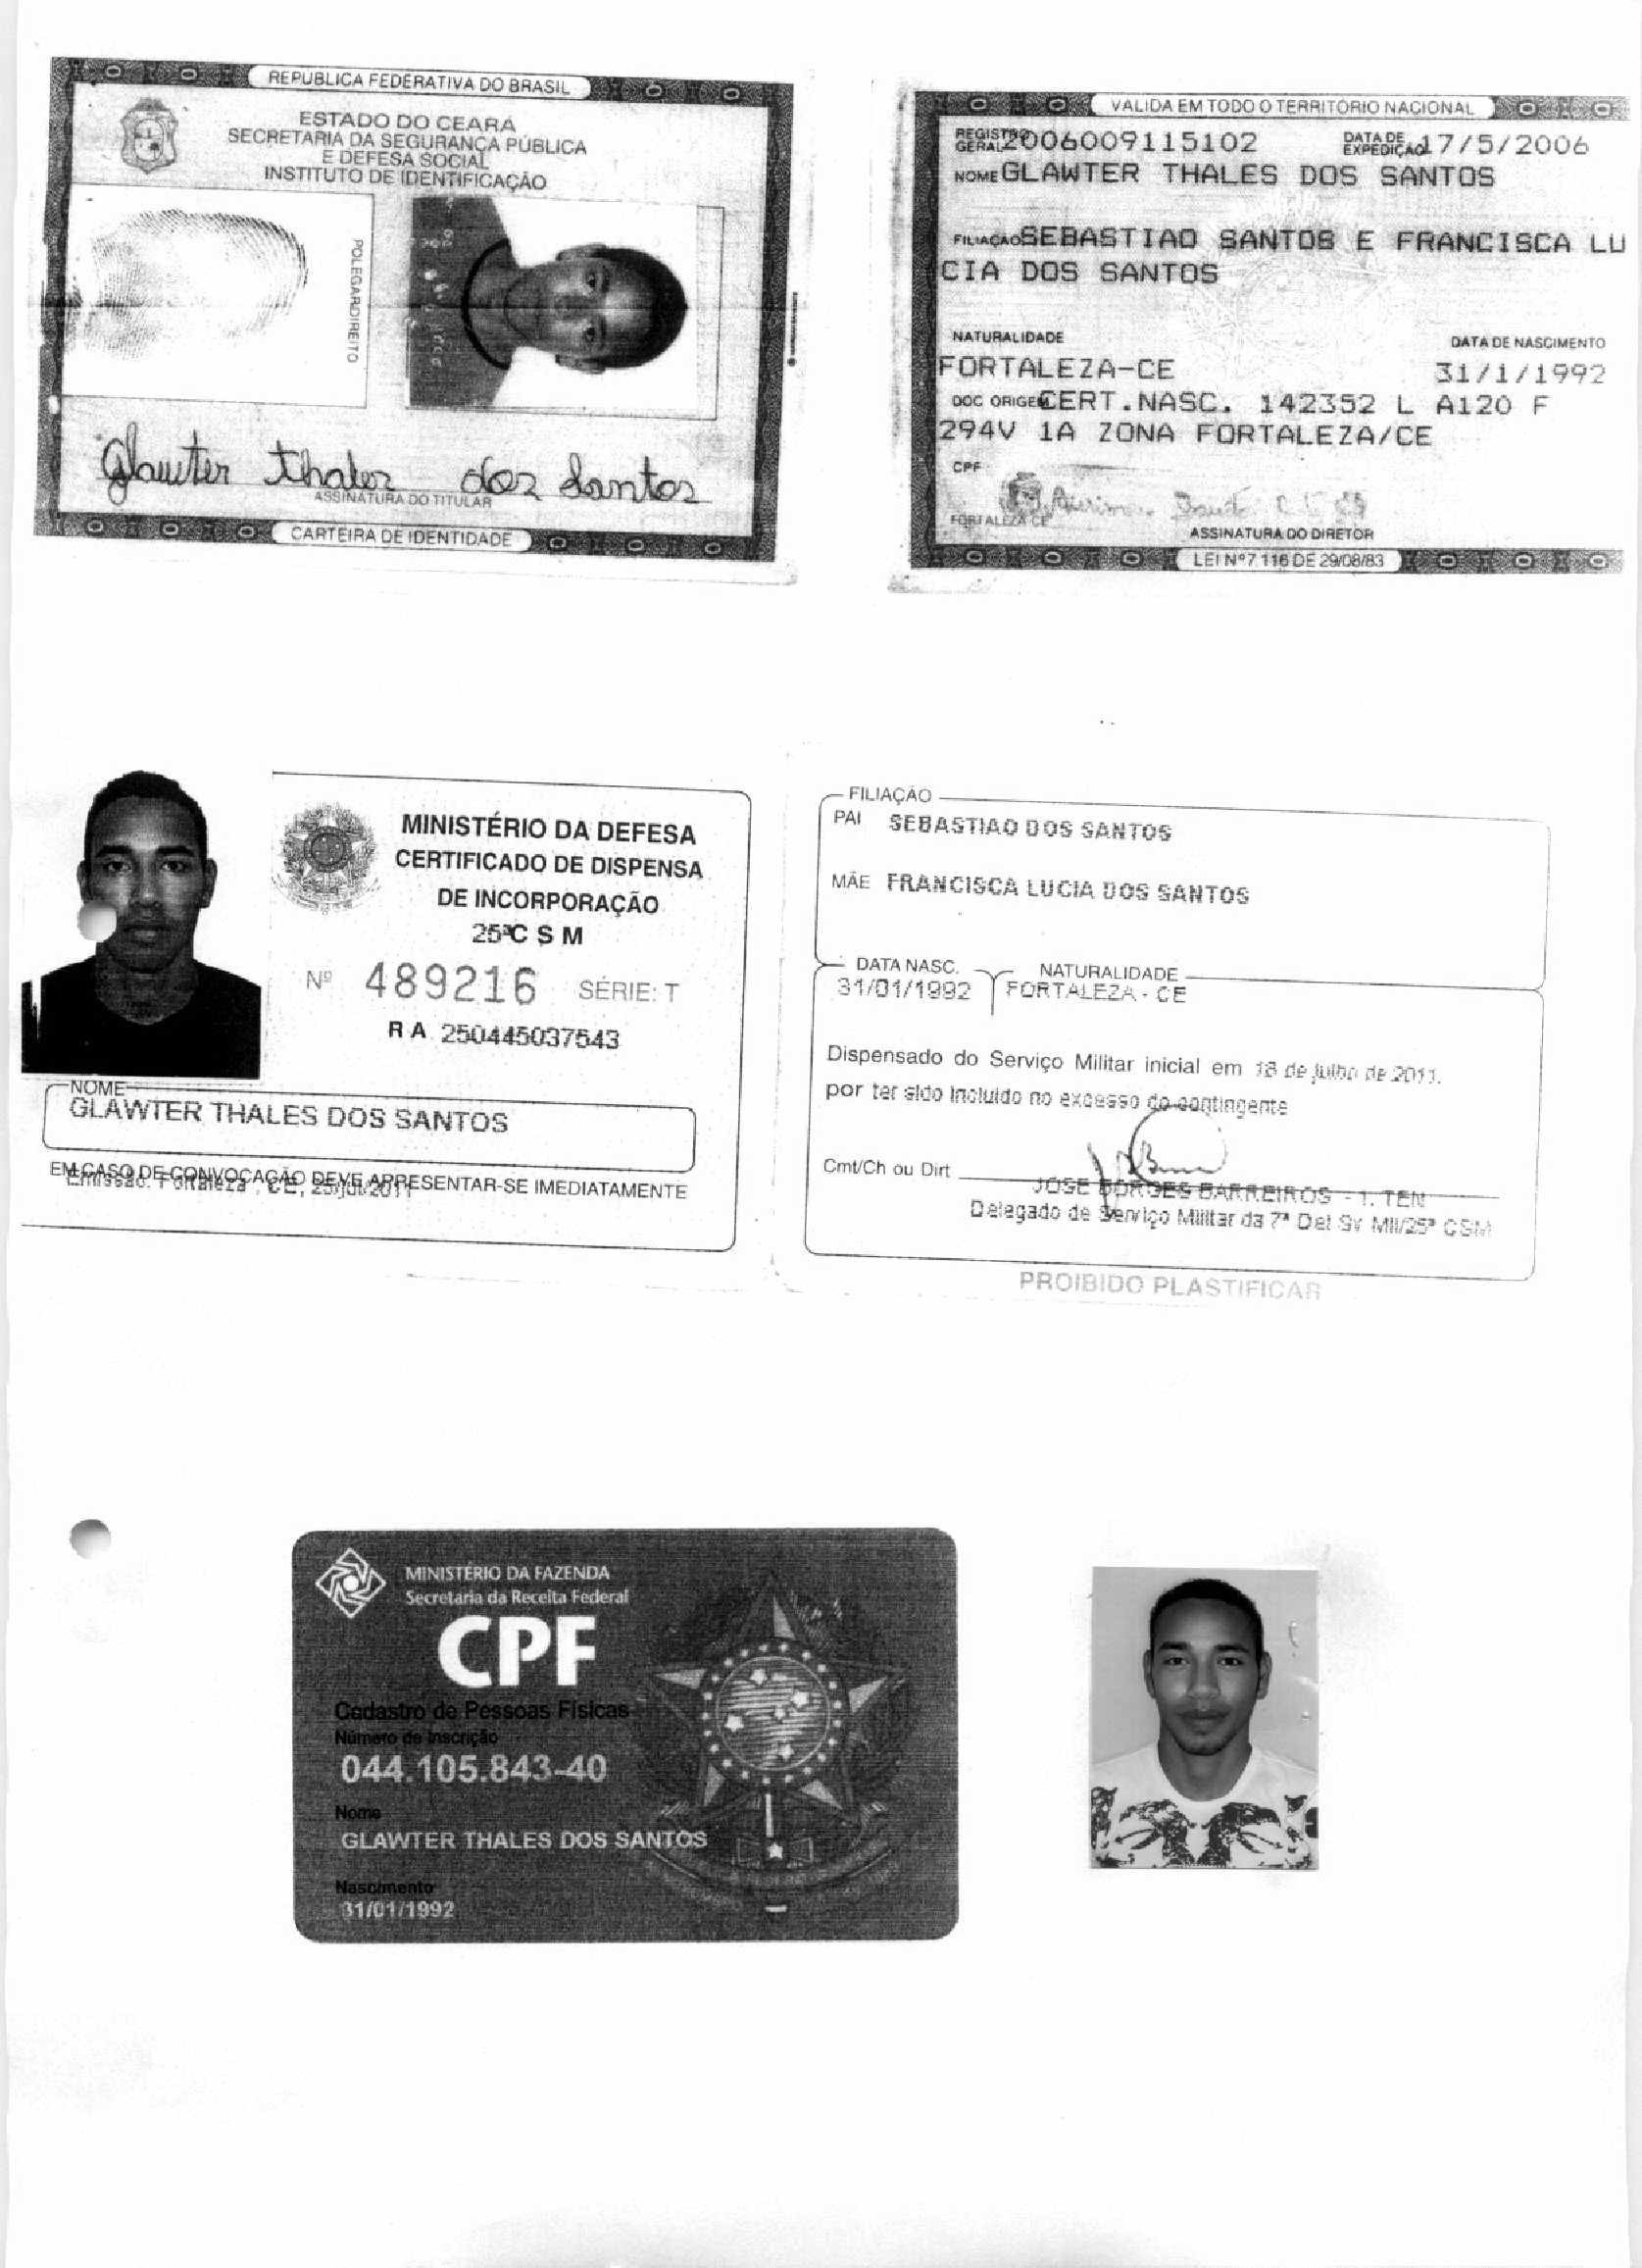 REPUBLICA FEDERATIVA DO BRASIL
ESTADO DO CEARÁ
SECRETARIA DA SEGURANÇA PÚBLICA
E DEFESA SOCIAL
INSTITUTO DE IDENTIFICAÇÃO
POLEGAR DIREITO
Glawter Thales dos Santos
ASSINATURA DO TITULAR
CARTEIRA DE IDENTIDADE
VALIDA EM TODO O TERRITORIO NACIONAL
REGISTRO GERAL 2006009115102 DATA DE EXPEDIÇÃO 17/5/2006
NOME GLAWTER THALES DOS SANTOS
FILIAÇÃO SEBASTIAO SANTOS E FRANCISCA LU
CIA DOS SANTOS
NATURALIDADE DATA DE NASCIMENTO
FORTALEZA-CE 31/1/1992
DOC ORIGEM CERT.NASC. 142352 L A120 F
294V 1A ZONA FORTALEZA/CE
CPF
FORTALEZA CE
ASSINATURA DO DIRETOR
LEI Nº 7.116 DE 29/08/83
MINISTÉRIO DA DEFESA
CERTIFICADO DE DISPENSA
DE INCORPORAÇÃO
25ªC S M
Nº 489216 SÉRIE: T
R A 250445037543
NOME
GLAWTER THALES DOS SANTOS
EM CASO DE CONVOCAÇÃO DEVE APRESENTAR-SE IMEDIATAMENTE
Emissão: Fortaleza, CE, 25/jul/2011
FILIAÇÃO
PAI SEBASTIAO DOS SANTOS
MÃE FRANCISCA LUCIA DOS SANTOS
DATA NASC. NATURALIDADE
31/01/1992 FORTALEZA - CE
Dispensado do Serviço Militar inicial em 18 de julho de 2011.
por ter sido incluido no excesso do contingente
Cmt/Ch ou Dirt
JOSE BORGES BARREIROS - 1. TEN
Delegado de Serviço Militar da 7ª Del Sv Mil/25ª CSM
PROIBIDO PLASTIFICAR
MINISTÉRIO DA FAZENDA
Secretaria da Receita Federal
CPF
Cadastro de Pessoas Físicas
Número de Inscrição
044.105.843-40
Nome
GLAWTER THALES DOS SANTOS
Nascimento
31/01/1992